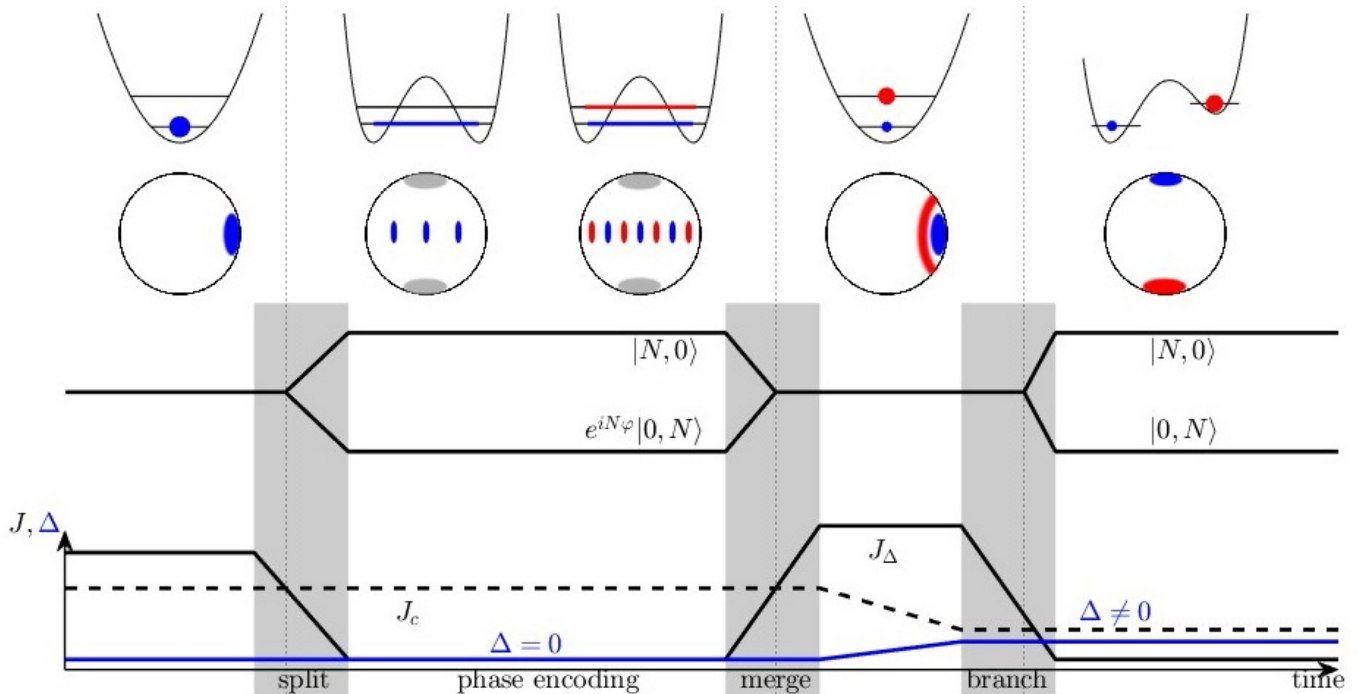 |N, 0⟩
|N, 0⟩
e^{iNφ}|0, N⟩
|0, N⟩
J, Δ
J_Δ
J_c
Δ ≠ 0
Δ = 0
split
phase encoding
merge
branch
time